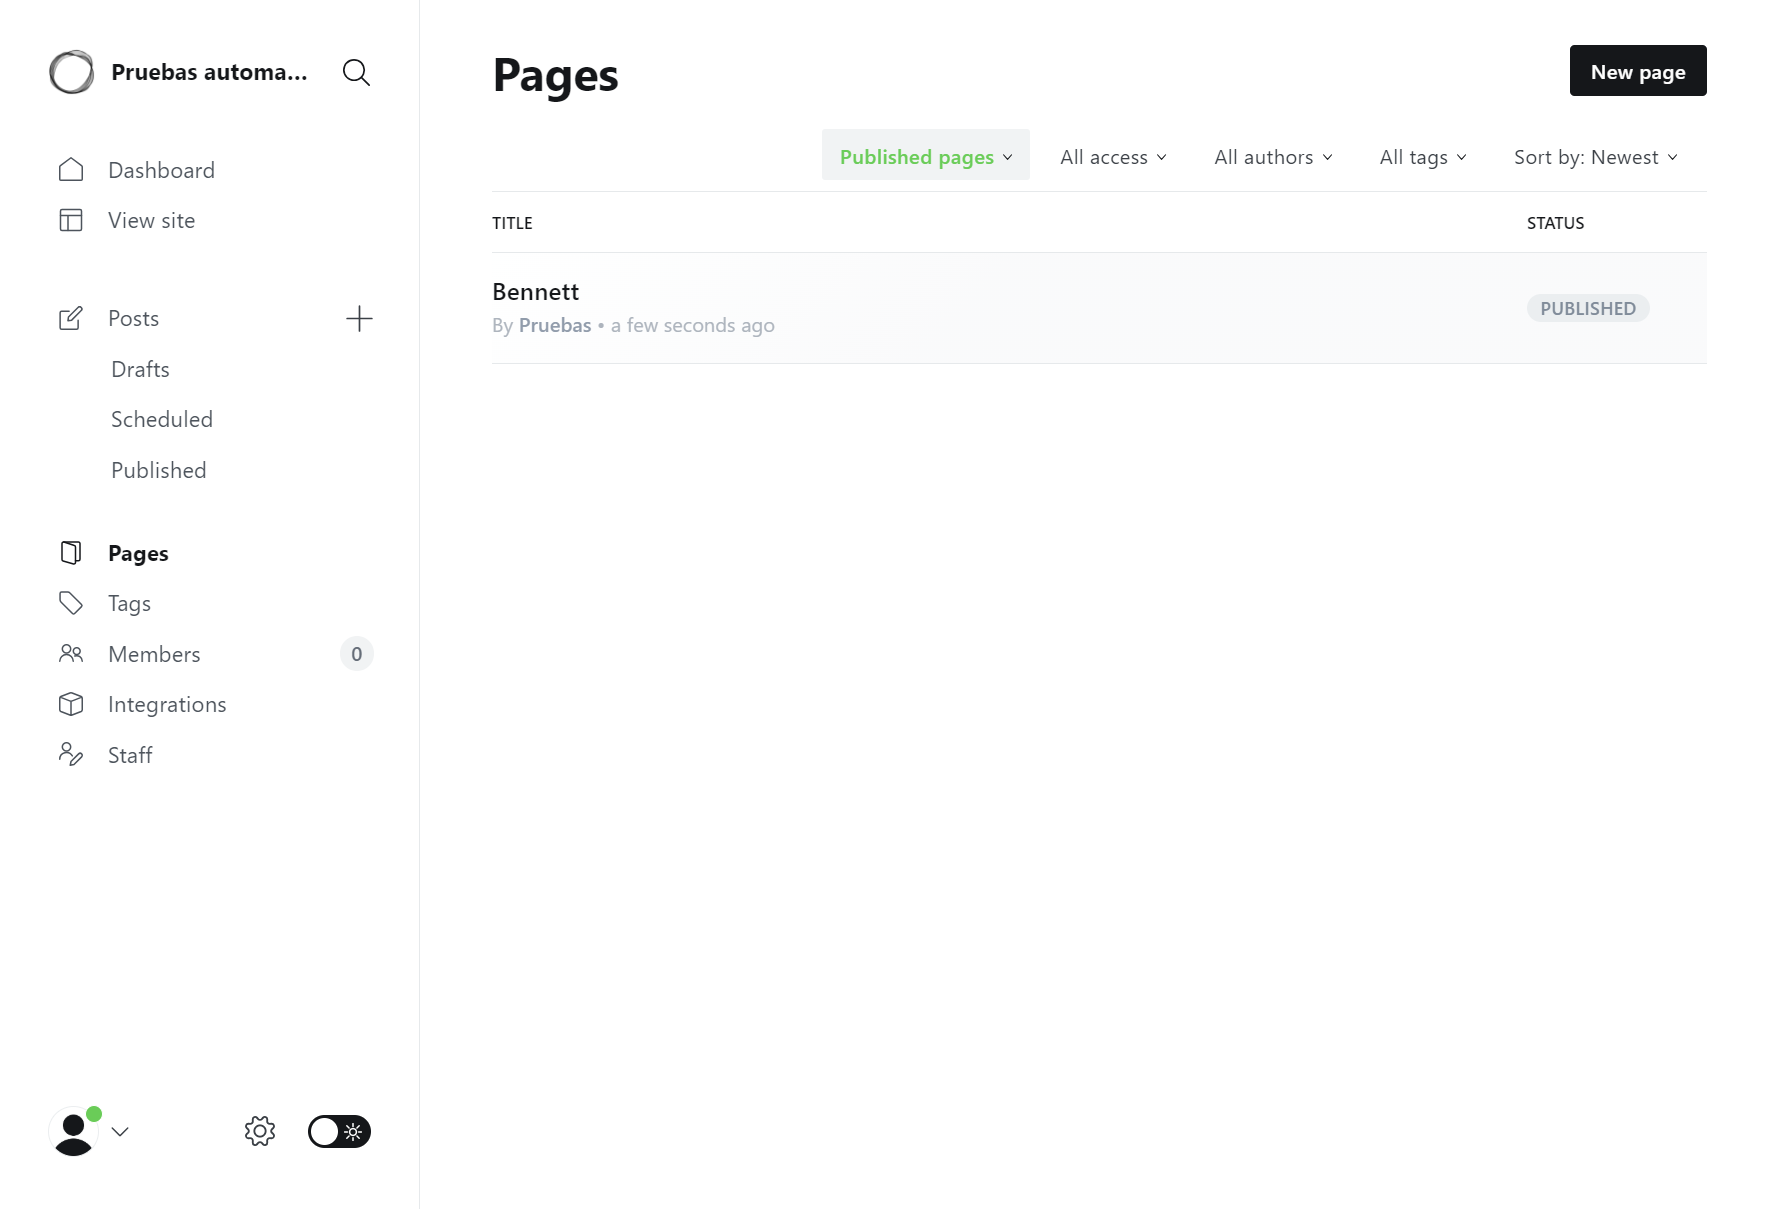 Pruebas automa...
Dashboard
View site
Posts
Drafts
Scheduled
Published
Pages
Tags
Members 0
Integrations
Staff
Pages
New page
Published pages All access All authors All tags Sort by: Newest
TITLE STATUS
Bennett
By Pruebas • a few seconds ago
PUBLISHED